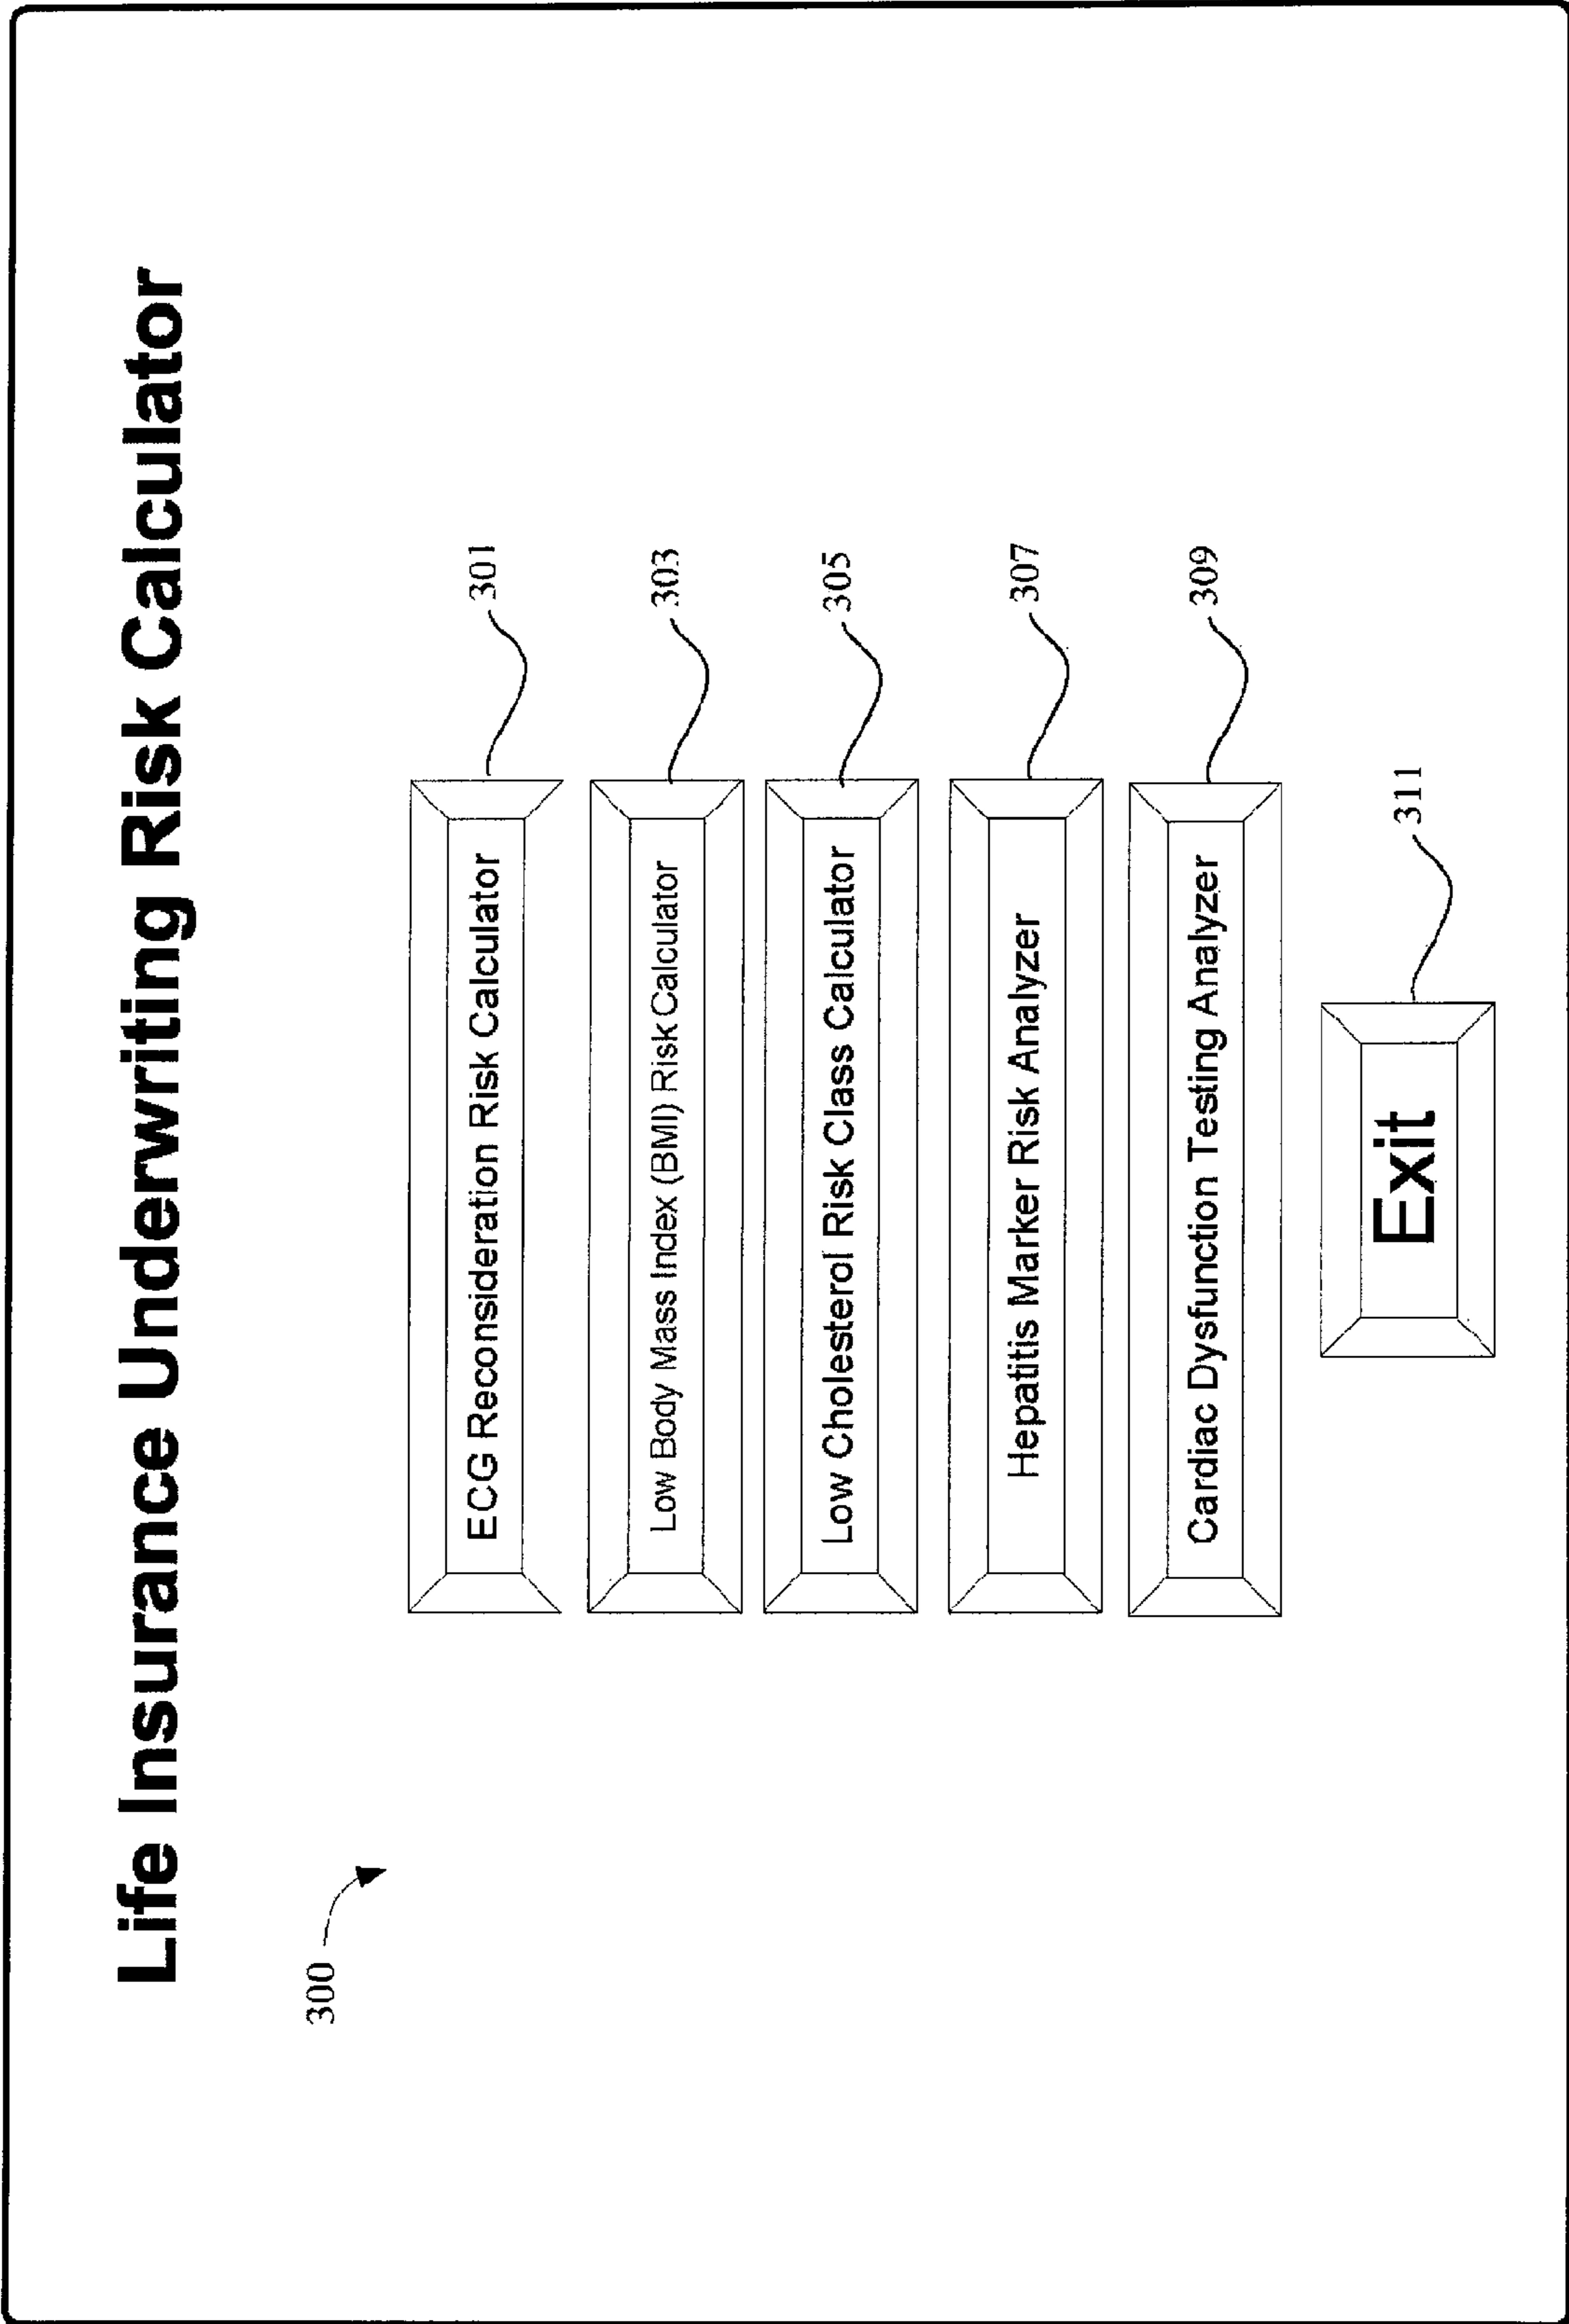 Life Insurance Underwriting Risk Calculator
300
ECG Reconsideration Risk Calculator
301
Low Body Mass Index (BMI) Risk Calculator
303
Low Cholesterol Risk Class Calculator
305
Hepatitis Marker Risk Analyzer
307
Cardiac Dysfunction Testing Analyzer
309
Exit
311